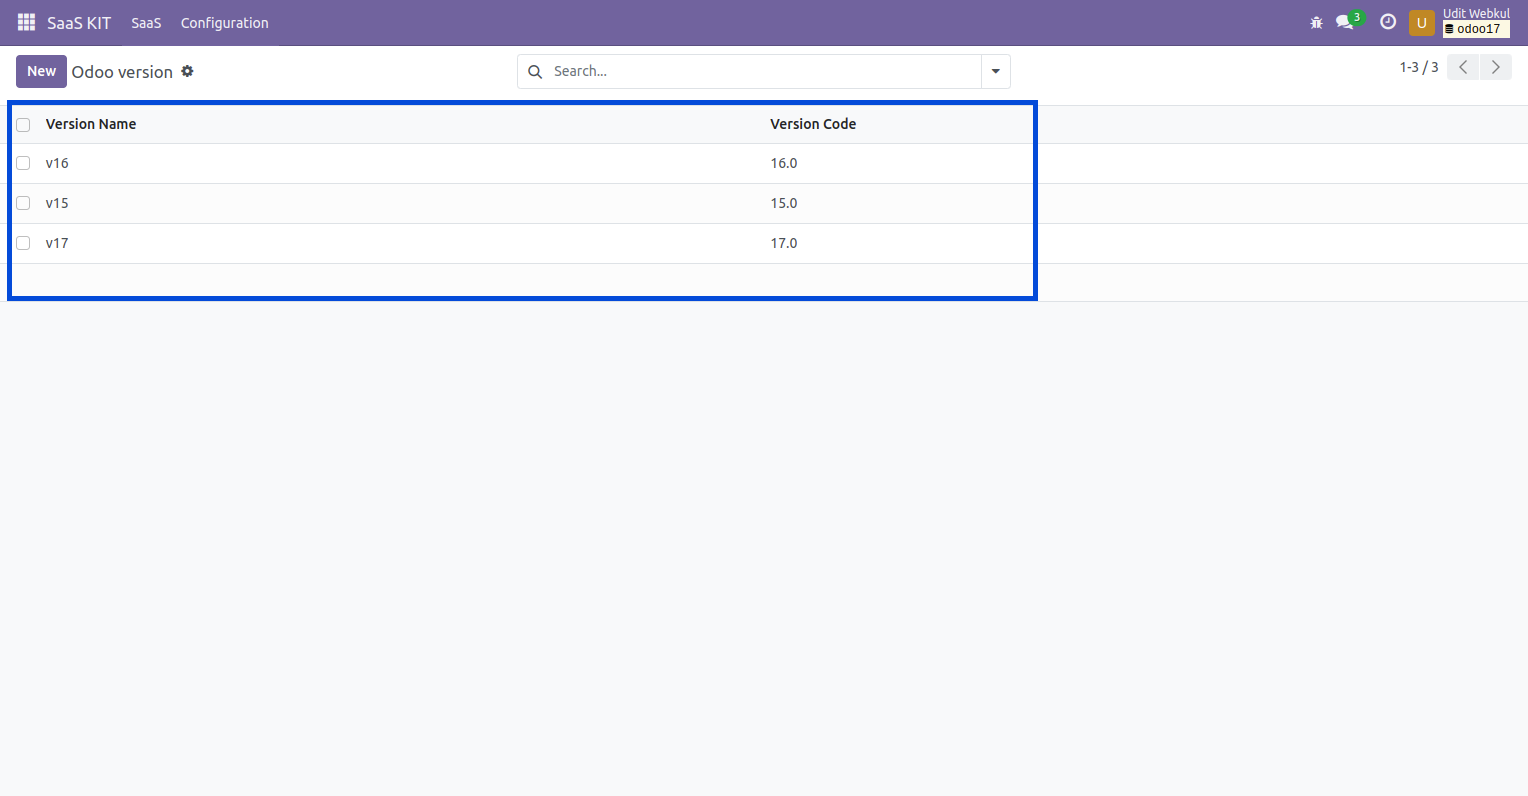 SaaS KIT SaaS Configuration 3 U Udit Webkul
odoo17
New Odoo version Search... 1-3 / 3
Version Name Version Code
v16 16.0
v15 15.0
v17 17.0